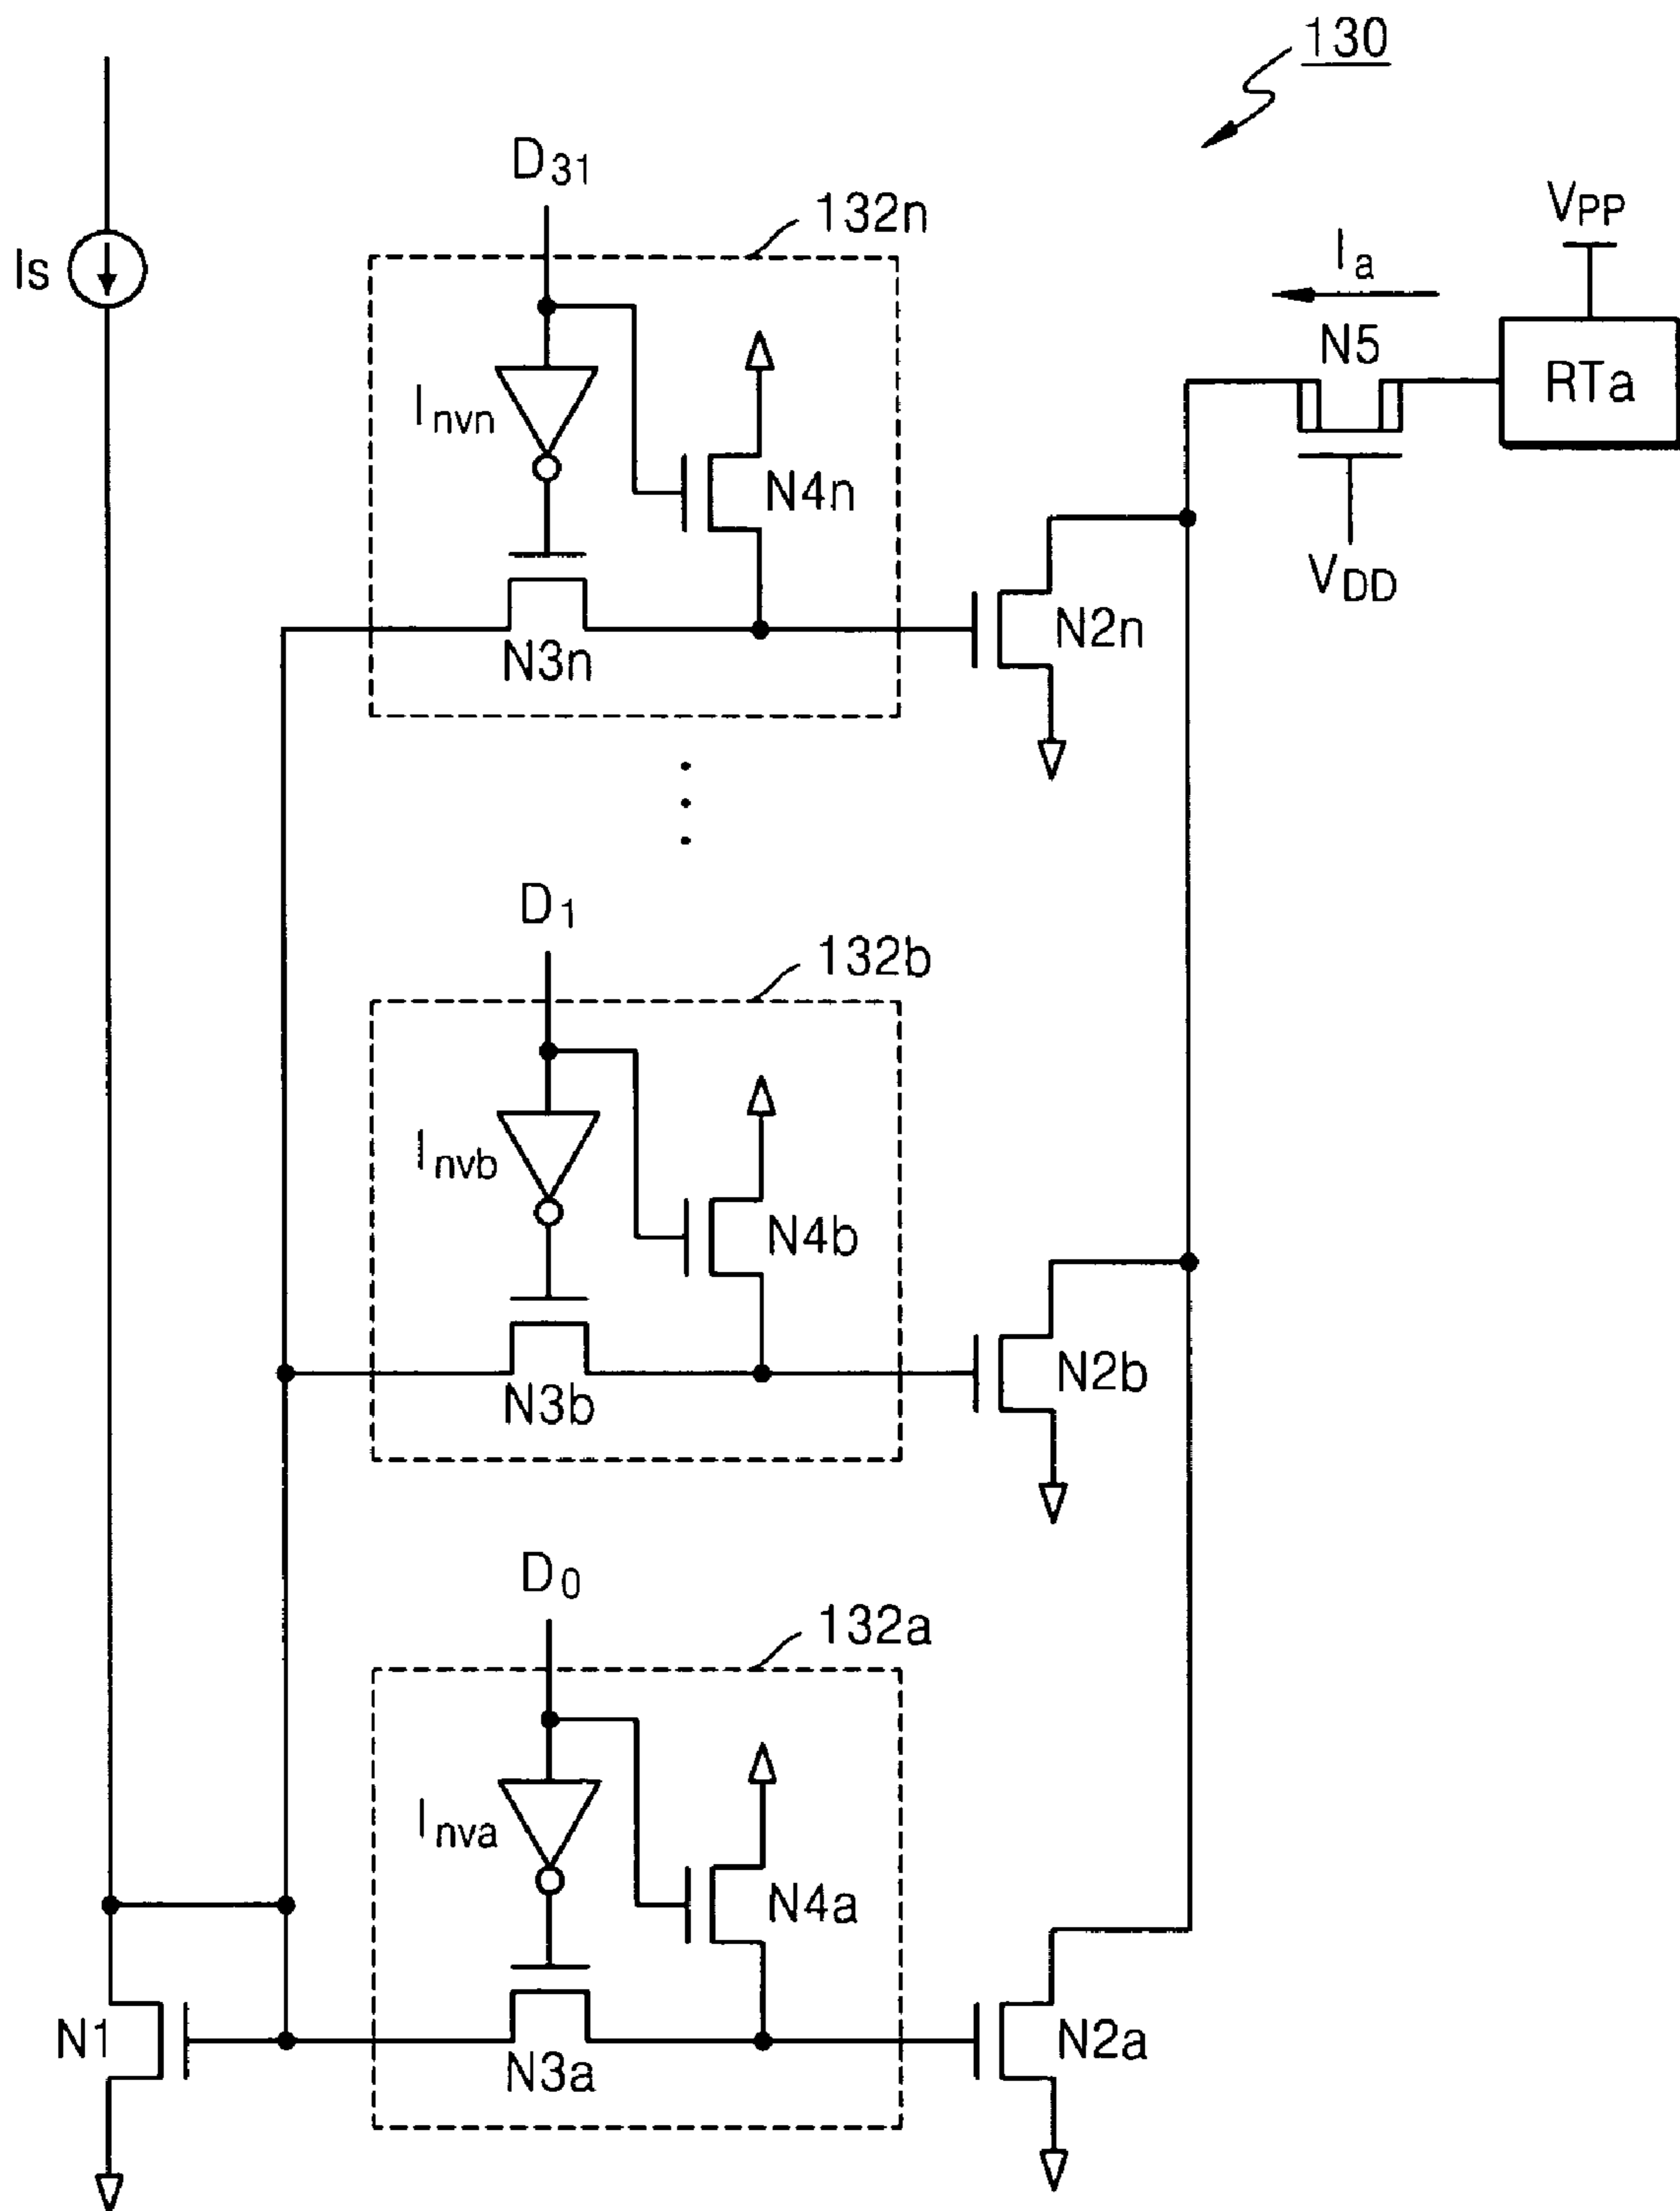 130
D31
132n
VPP
Is
Ia
N5
RTa
Invn
N4n
VDD
N2n
N3n
D1
132b
Invb
N4b
N2b
N3b
D0
132a
Inva
N4a
N1
N2a
N3a